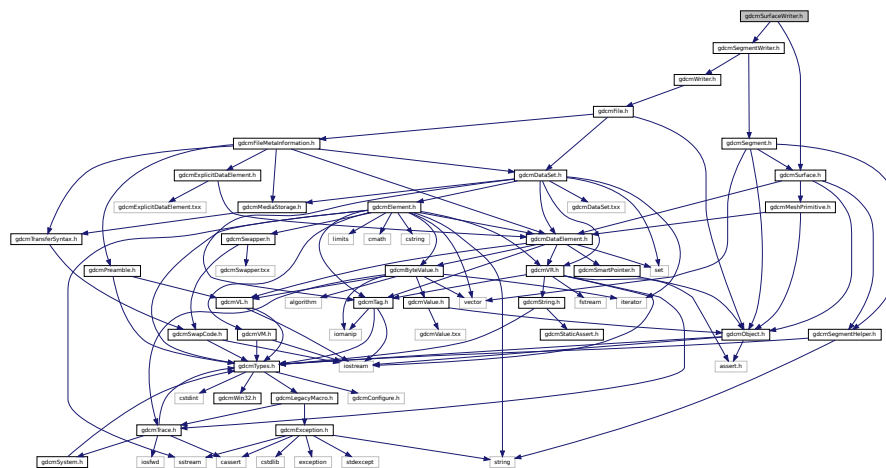 gdcmSurfaceWriter.h
gdcmSegmentWriter.h
gdcmWriter.h
gdcmFile.h
gdcmFileMetaInformation.h
gdcmSegment.h
gdcmExplicitDataElement.h
gdcmDataSet.h
gdcmSurface.h
gdcmExplicitDataElement.txx
gdcmMediaStorage.h
gdcmElement.h
gdcmDataSet.txx
gdcmMeshPrimitive.h
gdcmTransferSyntax.h
gdcmSwapper.h
limits
cmath
cstring
gdcmDataElement.h
gdcmPreamble.h
gdcmSwapper.txx
gdcmByteValue.h
gdcmVR.h
gdcmSmartPointer.h
set
gdcmVL.h
algorithm
gdcmTag.h
gdcmValue.h
vector
gdcmString.h
fstream
iterator
gdcmSwapCode.h
gdcmVM.h
iomanip
gdcmValue.txx
gdcmStaticAssert.h
gdcmObject.h
gdcmSegmentHelper.h
gdcmTypes.h
iostream
assert.h
cstdint
gdcmWin32.h
gdcmLegacyMacro.h
gdcmConfigure.h
gdcmTrace.h
gdcmException.h
gdcmSystem.h
iosfwd
sstream
cassert
cstdlib
exception
stdexcept
string